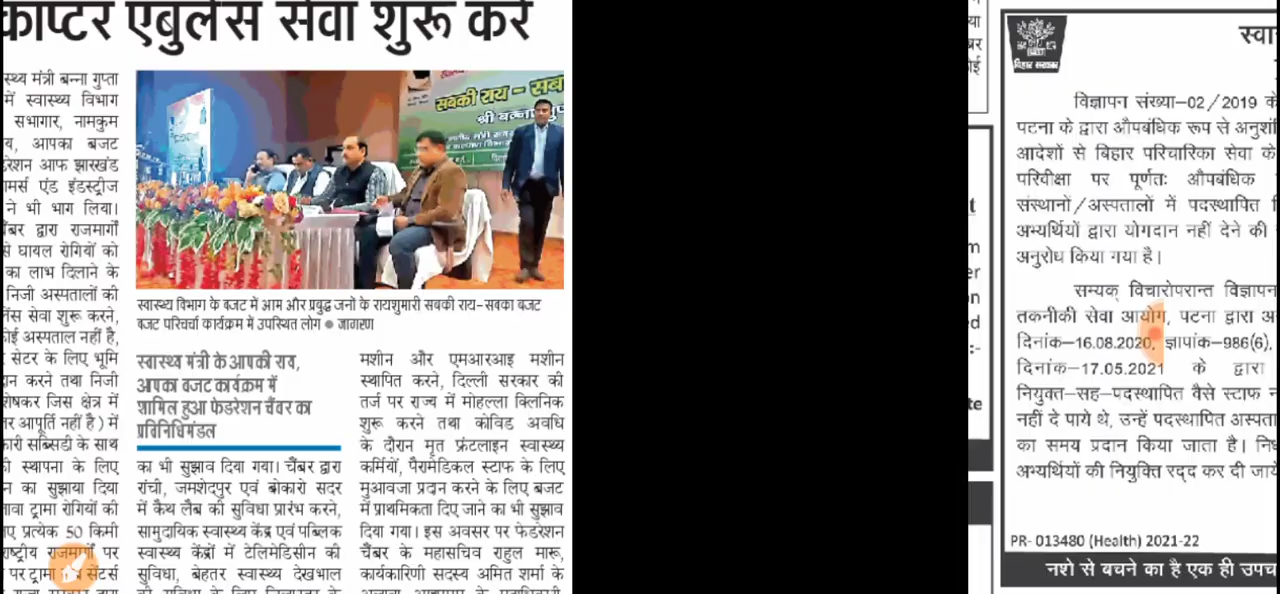 काप्टर एंबुलेंस सेवा शुरू करें
स्थ्य मंत्री बन्ना गुप्ता
में स्वास्थ्य विभाग
सभागार, नामकुम
य, आपका बजट
डरेशन आफ झारखंड
ामर्स एंड इंडस्ट्रीज
ने भी भाग लिया।
ैंबर द्वारा राजमार्गों
से घायल रोगियों को
का लाभ दिलाने के
निजी अस्पतालों की
लेंस सेवा शुरू करने,
ोई अस्पताल नहीं है,
सेटर के लिए भूमि
दान करने तथा निजी
शेषकर जिस क्षेत्र में
तर आपूर्ति नहीं है) में
कारी सब्सिडी के साथ
की स्थापना के लिए
न का सुझाया दिया
लावा ट्रामा रोगियों की
ाए प्रत्येक 50 किमी
राष्ट्रीय राजमार्गों पर
पर ट्रामा सेंटर्स
सबकी राय - सब
श्री बन्ना गु
स्वास्थ्य विभाग के बजट में आम और प्रबुद्ध जनों के रायशुमारी सबकी राय-सबका बजट
बजट परिचर्चा कार्यक्रम में उपस्थित लोग ● जागरण
स्वास्थ्य मंत्री के आपकी राय,
आपका बजट कार्यक्रम में
शामिल हुआ फेडरेशन चैंबर का
प्रतिनिधिमंडल
का भी सुझाव दिया गया। चैंबर द्वारा
रांची, जमशेदपुर एवं बोकारो सदर
में कैथ लैब की सुविधा प्रारंभ करने,
सामुदायिक स्वास्थ्य केंद्र एवं पब्लिक
स्वास्थ्य केंद्रों में टेलिमेडिसीन की
सुविधा, बेहतर स्वास्थ्य देखभाल
मशीन और एमआरआइ मशीन
स्थापित करने, दिल्ली सरकार की
तर्ज पर राज्य में मोहल्ला क्लिनिक
शुरू करने तथा कोविड अवधि
के दौरान मृत फ्रंटलाइन स्वास्थ्य
कर्मियों, पैरामेडिकल स्टाफ के लिए
मुआवजा प्रदान करने के लिए बजट
में प्राथमिकता दिए जाने का भी सुझाव
दिया गया। इस अवसर पर फेडरेशन
चैंबर के महासचिव राहुल मारू,
कार्यकारिणी सदस्य अमित शर्मा के
बिहार सरकार
स्वा
विज्ञापन संख्या–02/2019 के
पटना के द्वारा औपबंधिक रूप से अनुशं
आदेशों से बिहार परिचारिका सेवा के
परिवीक्षा पर पूर्णतः औपबंधिक
संस्थानों/अस्पतालों में पदस्थापित
अभ्यर्थियों द्वारा योगदान नहीं देने की
अनुरोध किया गया है।
सम्यक् विचारोपरान्त विज्ञापन
तकनीकी सेवा आयोग, पटना द्वारा अ
दिनांक–16.08.2020, ज्ञापांक–986(6),
दिनांक–17.05.2021 के द्वारा
नियुक्त–सह–पदस्थापित वैसे स्टाफ न
नहीं दे पाये थे, उन्हें पदस्थापित अस्पता
का समय प्रदान किया जाता है। नि
अभ्यर्थियों की नियुक्ति रद्द कर दी जाये
PR- 013480 (Health) 2021-22
नशे से बचने का है एक ही उपच